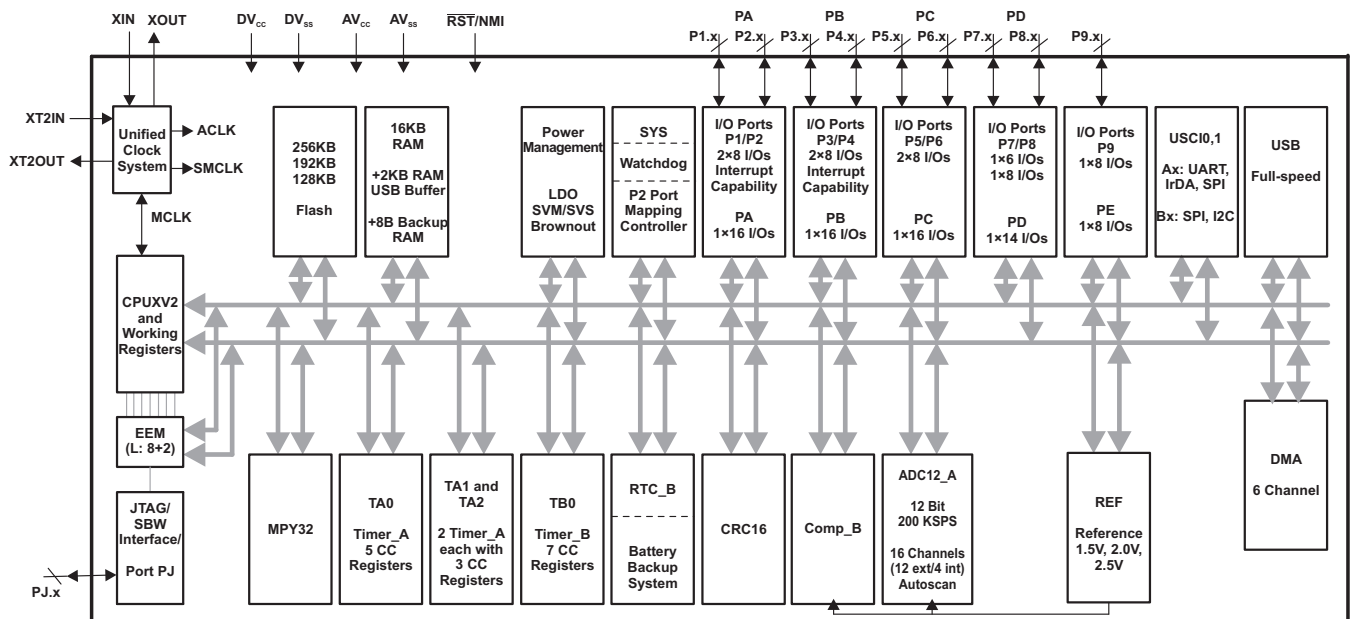 XIN XOUT DVCC DVSS AVCC AVSS RST/NMI PA PB PC PD
P1.x P2.x P3.x P4.x P5.x P6.x P7.x P8.x P9.x
XT2IN
XT2OUT
Unified
Clock
System
ACLK
SMCLK
MCLK
256KB
192KB
128KB
Flash
16KB
RAM
+2KB RAM
USB Buffer
+8B Backup
RAM
Power
Management
LDO
SVM/SVS
Brownout
SYS
Watchdog
P2 Port
Mapping
Controller
I/O Ports
P1/P2
2×8 I/Os
Interrupt
Capability
PA
1×16 I/Os
I/O Ports
P3/P4
2×8 I/Os
Interrupt
Capability
PB
1×16 I/Os
I/O Ports
P5/P6
2×8 I/Os
PC
1×16 I/Os
I/O Ports
P7/P8
1×6 I/Os
1×8 I/Os
PD
1×14 I/Os
I/O Ports
P9
1×8 I/Os
PE
1×8 I/Os
USCI0,1
Ax: UART,
IrDA, SPI
Bx: SPI, I2C
USB
Full-speed
CPUXV2
and
Working
Registers
EEM
(L: 8+2)
JTAG/
SBW
Interface/
Port PJ
PJ.x
MPY32
TA0
Timer_A
5 CC
Registers
TA1 and
TA2
2 Timer_A
each with
3 CC
Registers
TB0
Timer_B
7 CC
Registers
RTC_B
Battery
Backup
System
CRC16
Comp_B
ADC12_A
12 Bit
200 KSPS
16 Channels
(12 ext/4 int)
Autoscan
REF
Reference
1.5V, 2.0V,
2.5V
DMA
6 Channel